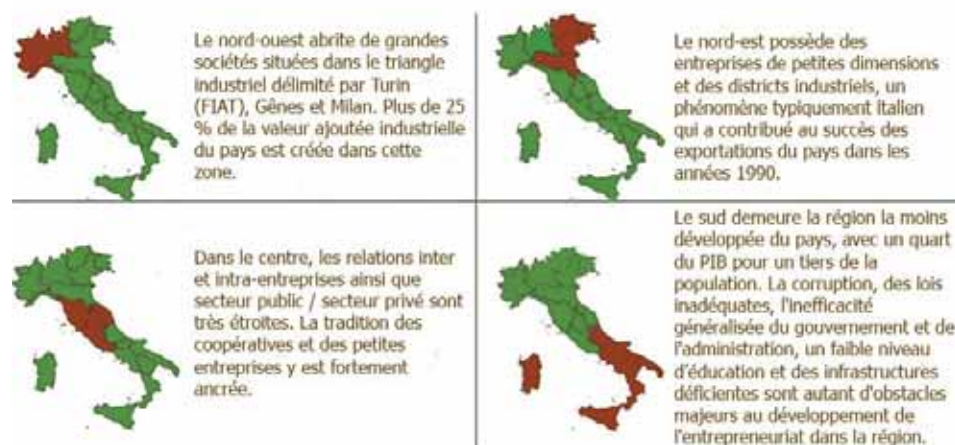 Le nord-ouest abrite de grandes
sociétés situées dans le triangle
industriel délimité par Turin
(FIAT), Gênes et Milan. Plus de 25
% de la valeur ajoutée industrielle
du pays est créée dans cette
zone.
Le nord-est possède des
entreprises de petites dimensions
et des districts industriels, un
phénomène typiquement italien
qui a contribué au succès des
exportations du pays dans les
années 1990.
Dans le centre, les relations inter
et intra-entreprises ainsi que
secteur public / secteur privé sont
très étroites. La tradition des
coopératives et des petites
entreprises y est fortement
ancrée.
Le sud demeure la région la moins
développée du pays, avec un quart
du PIB pour un tiers de la
population. La corruption, des lois
inadéquates, l'inefficacité
généralisée du gouvernement et de
l'administration, un faible niveau
d'éducation et des infrastructures
déficientes sont autant d'obstacles
majeurs au développement de
l'entrepreneuriat dans la région.